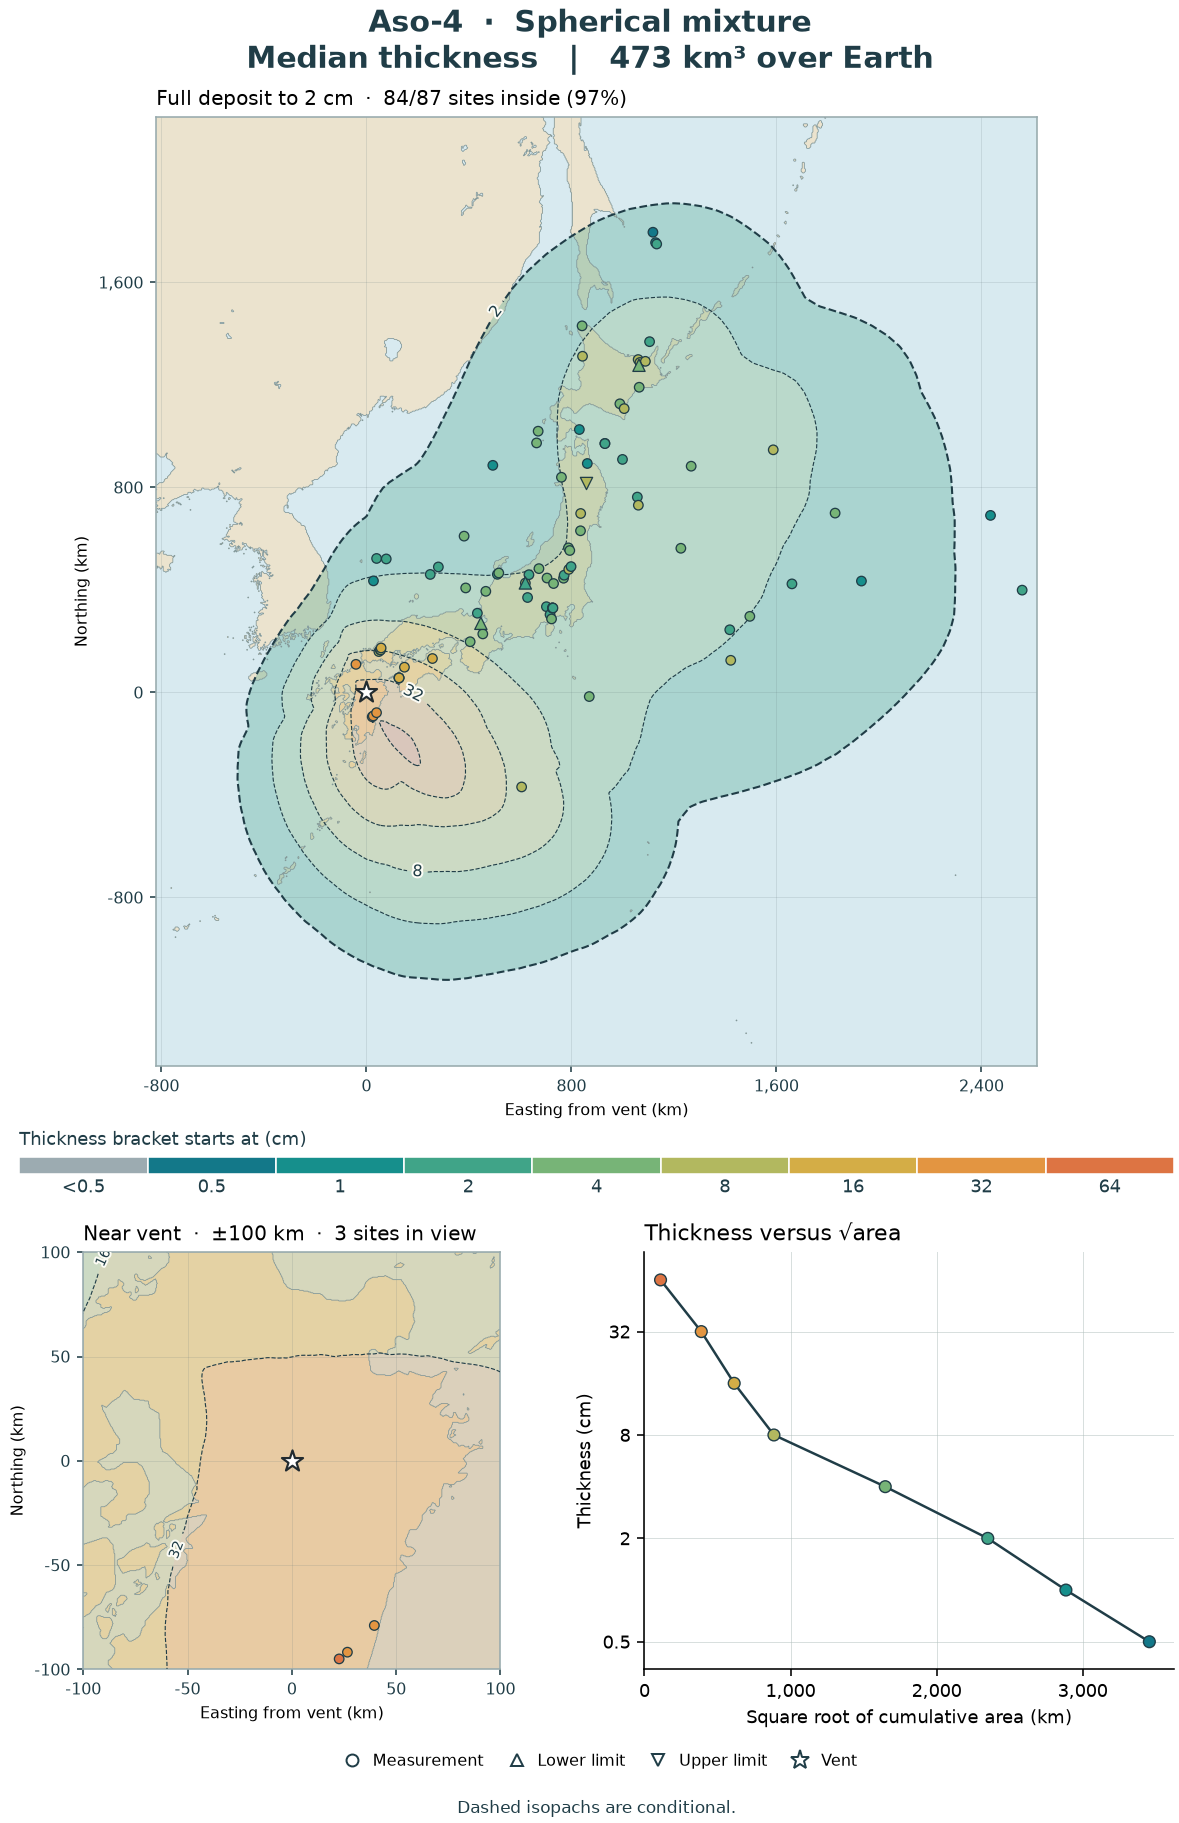 Aso-4  ·  Spherical mixture
Median thickness  |  473 km³ over Earth
Full deposit to 2 cm  ·  84/87 sites inside (97%)
1,600
800
0
-800
Northing (km)
2
32
8
-800
0
800
1,600
2,400
Easting from vent (km)
Thickness bracket starts at (cm)
<0.5
0.5
1
2
4
8
16
32
64
Near vent  ·  ±100 km  ·  3 sites in view
100
50
0
-50
-100
Northing (km)
16
32
-100
-50
0
50
100
Easting from vent (km)
Thickness versus √area
32
8
2
0.5
Thickness (cm)
0
1,000
2,000
3,000
Square root of cumulative area (km)
Measurement
Lower limit
Upper limit
Vent
Dashed isopachs are conditional.